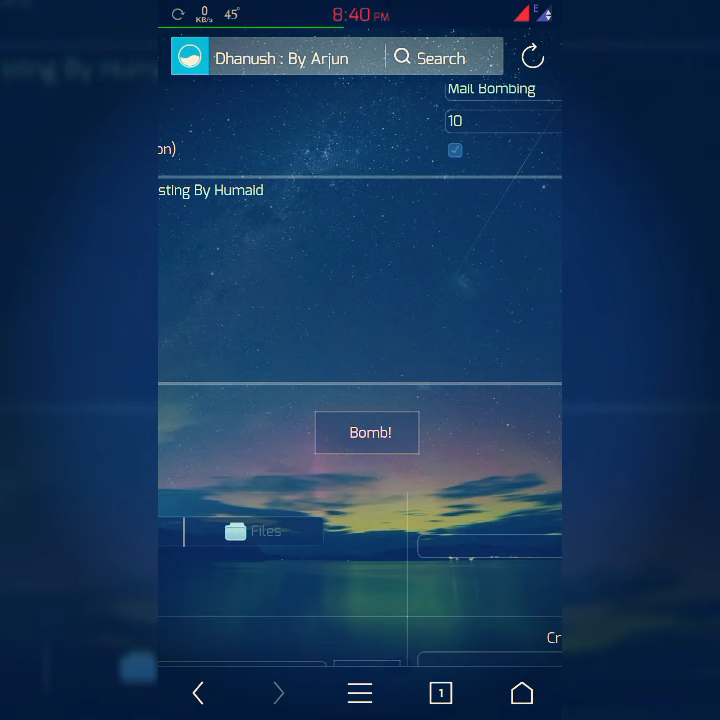 0
KB/s
45°
8:40 PM
E
Dhanush : By Arjun
Search
Mail Bombing
10
on)
sting By Humaid
Bomb!
Files
Cr
1